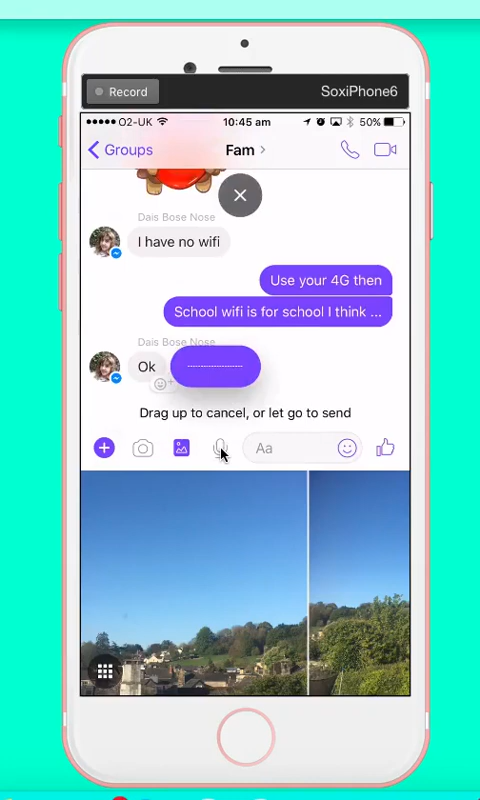 Record
SoxiPhone6
O2-UK
10:45 am
50%
Groups
Fam
Dais Bose Nose
I have no wifi
Use your 4G then
School wifi is for school I think ...
Dais Bose Nose
Ok
Drag up to cancel, or let go to send
Aa